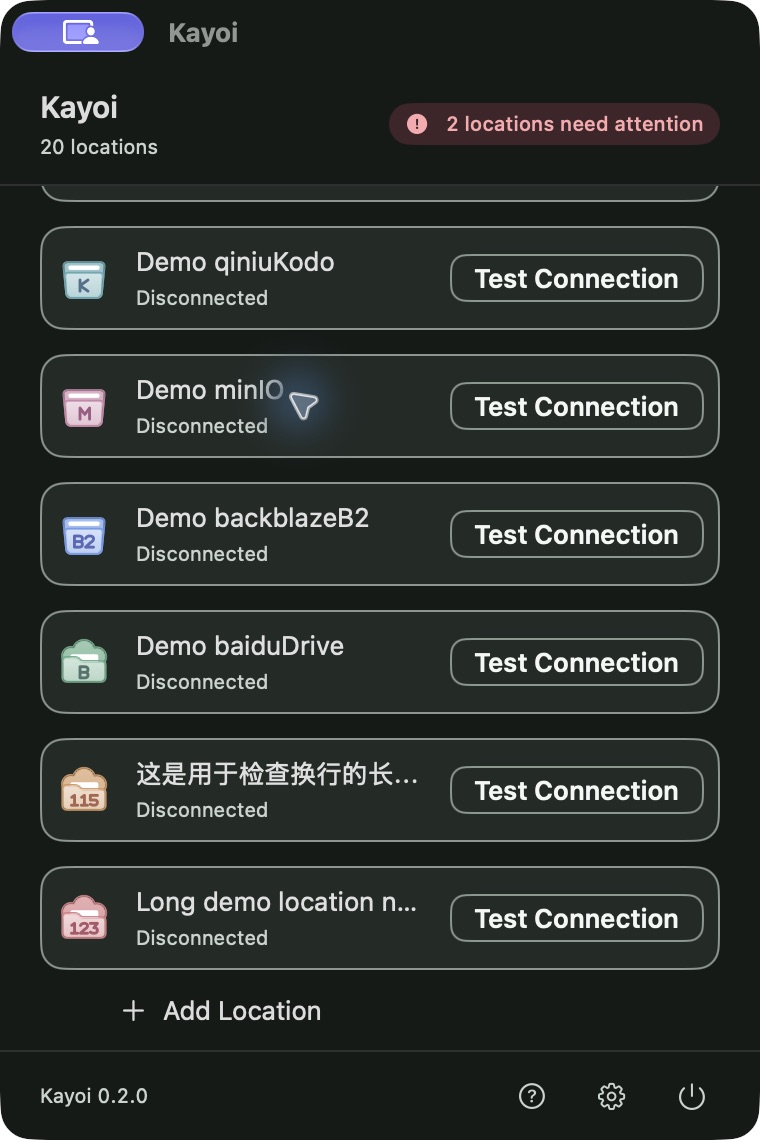 Kayoi
Kayoi
20 locations
2 locations need attention
K
Demo qiniuKodo
Disconnected
Test Connection
M
Demo minIO
Disconnected
Test Connection
B2
Demo backblazeB2
Disconnected
Test Connection
B
Demo baiduDrive
Disconnected
Test Connection
115
这是用于检查换行的长...
Disconnected
Test Connection
123
Long demo location n...
Disconnected
Test Connection
+ Add Location
Kayoi 0.2.0